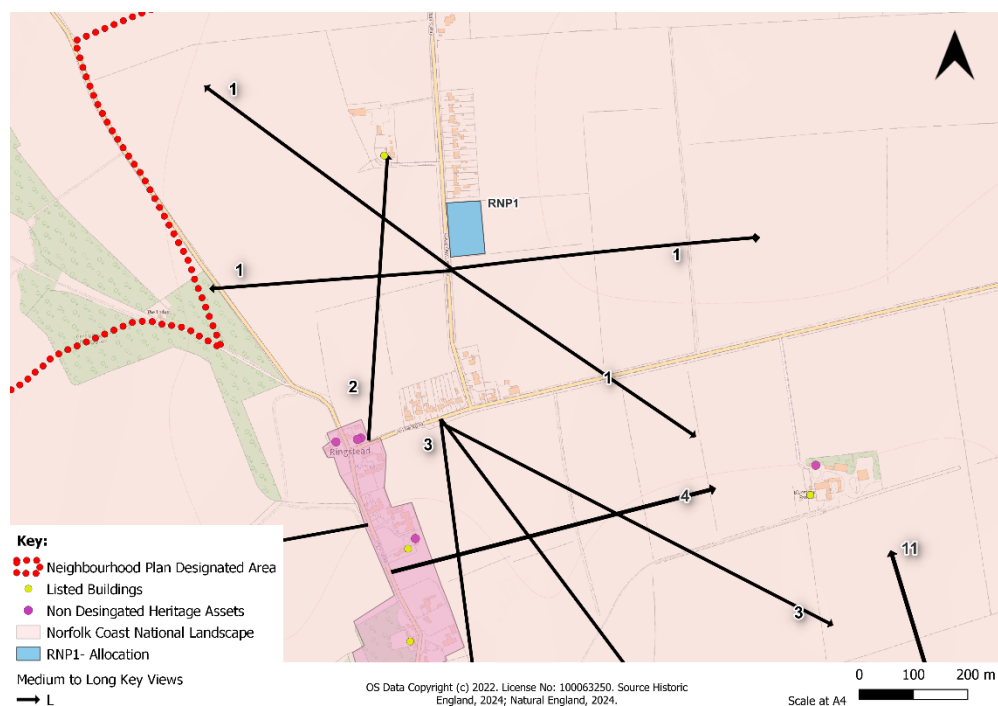 1
RNP1
1
1
2
1
3
Ringstead
4
11
3
Key:
Neighbourhood Plan Designated Area
Listed Buildings
Non Desingated Heritage Assets
Norfolk Coast National Landscape
RNP1- Allocation
Medium to Long Key Views
L
OS Data Copyright (c) 2022. License No: 100063250. Source Historic
England, 2024; Natural England, 2024.
0 100 200 m
Scale at A4